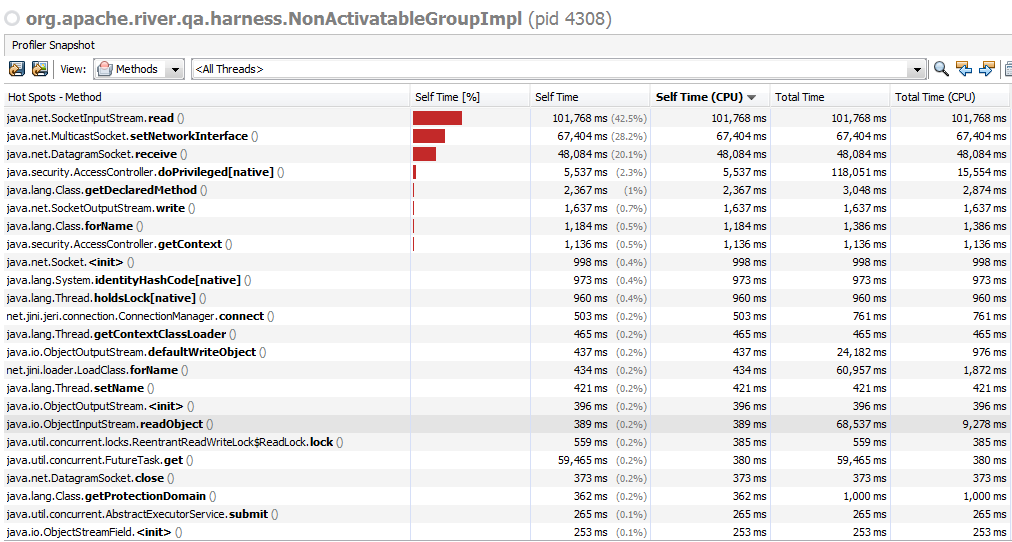 org.apache.river.qa.harness.NonActivatableGroupImpl (pid 4308)
Profiler Snapshot
View: Methods <All Threads>
Hot Spots - Method Self Time [%] Self Time Self Time (CPU) Total Time Total Time (CPU)
java.net.SocketInputStream.read () 101,768 ms (42.5%) 101,768 ms 101,768 ms 101,768 ms
java.net.MulticastSocket.setNetworkInterface () 67,404 ms (28.2%) 67,404 ms 67,404 ms 67,404 ms
java.net.DatagramSocket.receive () 48,084 ms (20.1%) 48,084 ms 48,084 ms 48,084 ms
java.security.AccessController.doPrivileged[native] () 5,537 ms (2.3%) 5,537 ms 118,051 ms 15,554 ms
java.lang.Class.getDeclaredMethod () 2,367 ms (1%) 2,367 ms 3,048 ms 2,874 ms
java.net.SocketOutputStream.write () 1,637 ms (0.7%) 1,637 ms 1,637 ms 1,637 ms
java.lang.Class.forName () 1,184 ms (0.5%) 1,184 ms 1,386 ms 1,386 ms
java.security.AccessController.getContext () 1,136 ms (0.5%) 1,136 ms 1,136 ms 1,136 ms
java.net.Socket.<init> () 998 ms (0.4%) 998 ms 998 ms 998 ms
java.lang.System.identityHashCode[native] () 973 ms (0.4%) 973 ms 973 ms 973 ms
java.lang.Thread.holdsLock[native] () 960 ms (0.4%) 960 ms 960 ms 960 ms
net.jini.jeri.connection.ConnectionManager.connect () 503 ms (0.2%) 503 ms 761 ms 761 ms
java.lang.Thread.getContextClassLoader () 465 ms (0.2%) 465 ms 465 ms 465 ms
java.io.ObjectOutputStream.defaultWriteObject () 437 ms (0.2%) 437 ms 24,182 ms 976 ms
net.jini.loader.LoadClass.forName () 434 ms (0.2%) 434 ms 60,957 ms 1,872 ms
java.lang.Thread.setName () 421 ms (0.2%) 421 ms 421 ms 421 ms
java.io.ObjectOutputStream.<init> () 396 ms (0.2%) 396 ms 396 ms 396 ms
java.io.ObjectInputStream.readObject () 389 ms (0.2%) 389 ms 68,537 ms 9,278 ms
java.util.concurrent.locks.ReentrantReadWriteLock$ReadLock.lock () 559 ms (0.2%) 385 ms 559 ms 385 ms
java.util.concurrent.FutureTask.get () 59,465 ms (0.2%) 380 ms 59,465 ms 380 ms
java.net.DatagramSocket.close () 373 ms (0.2%) 373 ms 373 ms 373 ms
java.lang.Class.getProtectionDomain () 362 ms (0.2%) 362 ms 1,000 ms 1,000 ms
java.util.concurrent.AbstractExecutorService.submit () 265 ms (0.1%) 265 ms 265 ms 265 ms
java.io.ObjectStreamField.<init> () 253 ms (0.1%) 253 ms 253 ms 253 ms